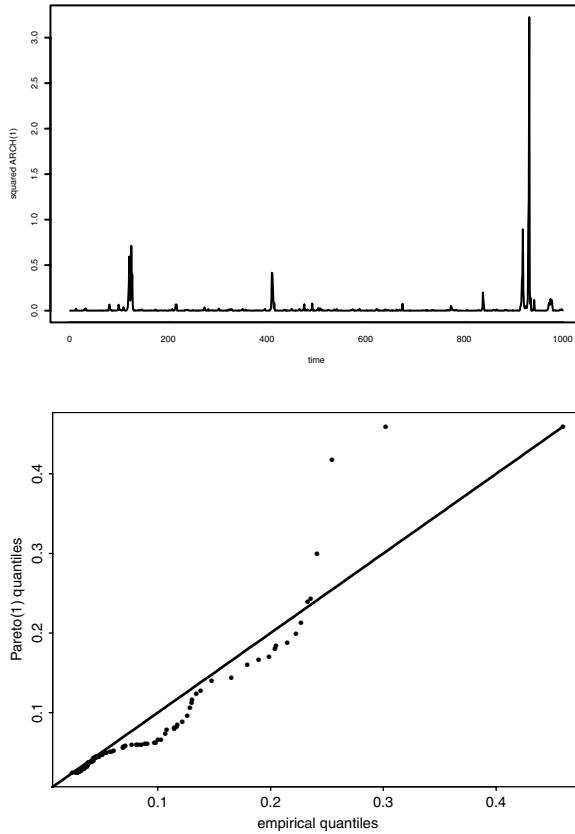 squared ARCH(1)
3.0
2.5
2.0
1.5
1.0
0.5
0.0
0 200 400 600 800 1000
time
Pareto(1) quantiles
0.4
0.3
0.2
0.1
0.1 0.2 0.3 0.4
empirical quantiles